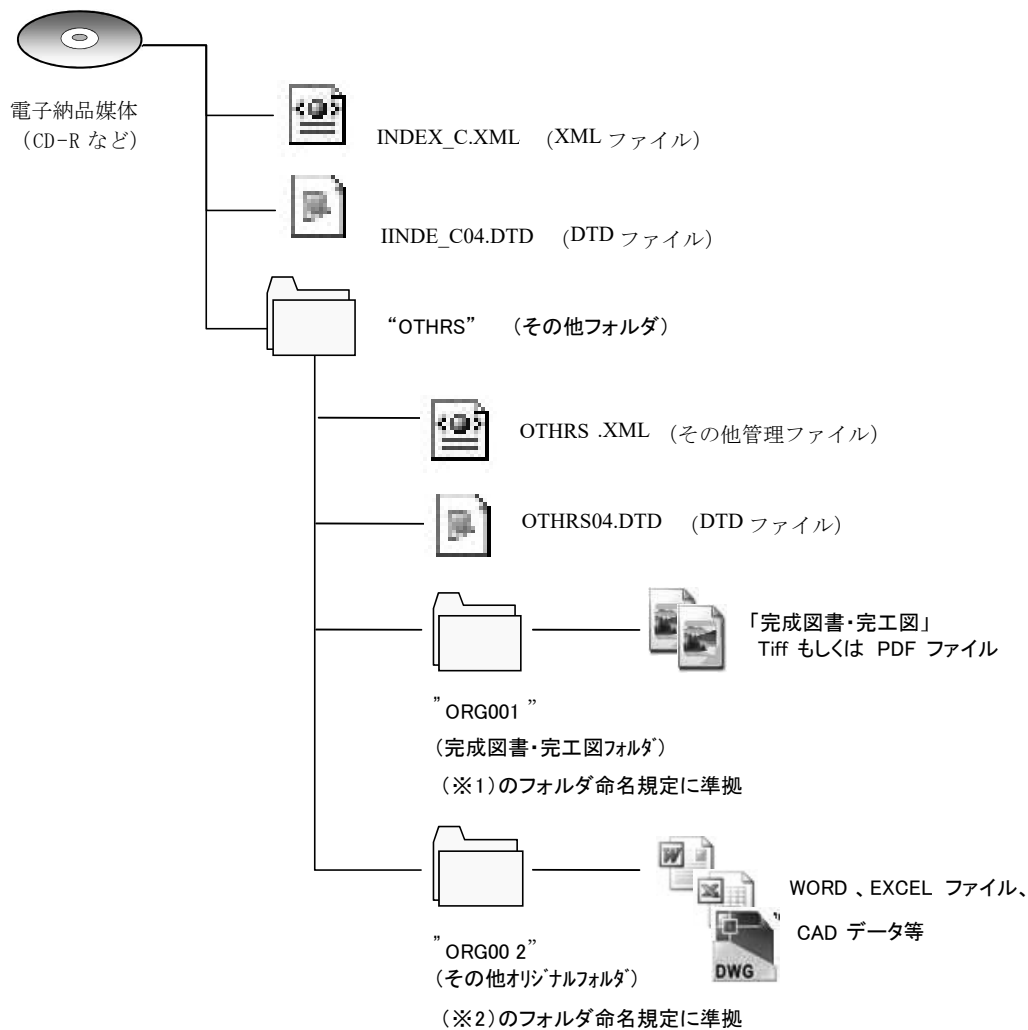 電子納品媒体
（CD-R など）
INDEX_C.XML （XML ファイル）
IINDE_C04.DTD （DTD ファイル）
“OTHRS” （その他フォルダ）
OTHRS .XML （その他管理ファイル）
OTHRS04.DTD （DTD ファイル）
「完成図書・完工図」
Tiff もしくは PDF ファイル
”ORG001 ”
（完成図書・完工図フォルダ）
（※1）のフォルダ命名規定に準拠
WORD 、EXCEL ファイル、
CAD データ等
DWG
”ORG00 2”
（その他オリジナルフォルダ）
（※2）のフォルダ命名規定に準拠